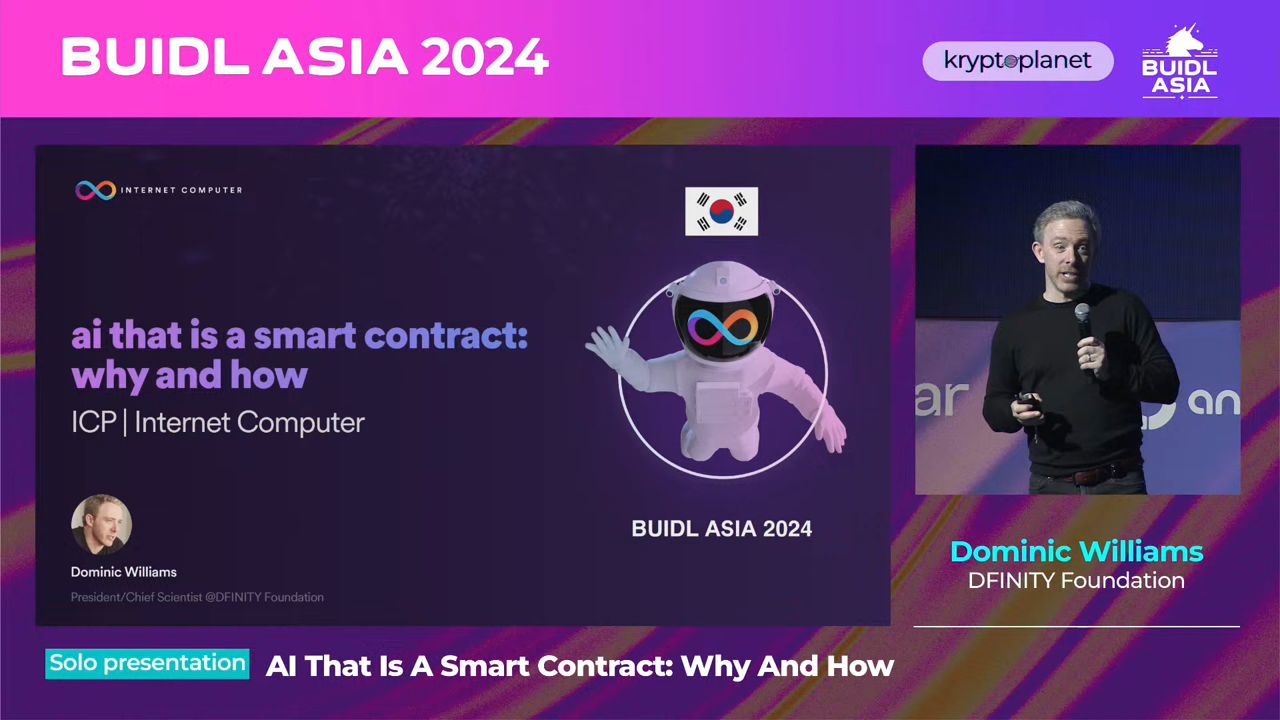 BUIDL ASIA 2024
kryptoplanet
BUIDL
ASIA
INTERNET COMPUTER
ai that is a smart contract:
why and how
ICP | Internet Computer
BUIDL ASIA 2024
Dominic Williams
President/Chief Scientist @DFINITY Foundation
ar
an
Dominic Williams
DFINITY Foundation
Solo presentation
AI That Is A Smart Contract: Why And How